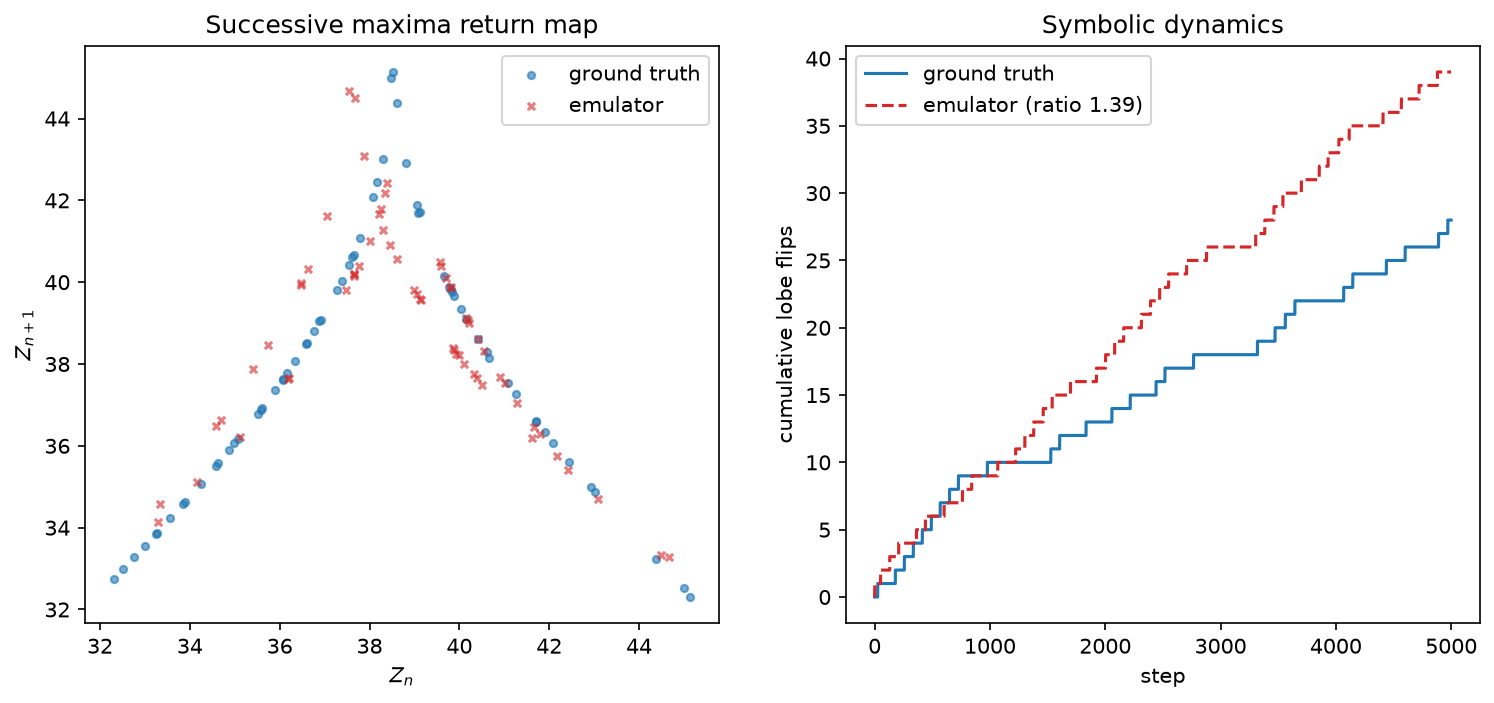 Successive maxima return map
ground truth
emulator
44
42
40
38
36
34
32
Z_{n+1}
32
34
36
38
40
42
44
Z_n
Symbolic dynamics
ground truth
emulator (ratio 1.39)
40
35
30
25
20
15
10
5
0
cumulative lobe flips
0
1000
2000
3000
4000
5000
step